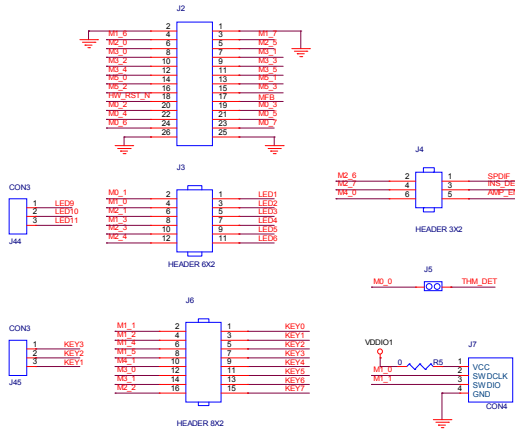 J2
2 1
M1_6 4 3 M1_7
M2_0 6 5 M2_5
M3_0 8 7 M3_1
M3_2 10 9 M3_3
M3_4 12 11 M3_5
M5_0 14 13 M5_1
M5_2 16 15 M5_3
HW_RST_N 18 17 MFB
M0_2 20 19 M0_3
M0_4 22 21 M0_5
M0_6 24 23 M0_7
26 25
J4
M2_6 2 1 SPDIF
M2_7 4 3 INS_DE
M4_0 6 5 AMP_EN
HEADER 3X2
CON3
1 LED9
2 LED10
3 LED11
J44
J3
M0_1 2 1 LED1
M1_0 4 3 LED2
M2_1 6 5 LED3
M1_3 8 7 LED4
M2_3 10 9 LED5
M2_4 12 11 LED6
HEADER 6X2
J5
M0_0 THM_DET
CON3
1 KEY3
2 KEY2
3 KEY1
J45
J6
M1_1 2 1 KEY0
M1_2 4 3 KEY1
M1_4 6 5 KEY2
M1_5 8 7 KEY3
M4_1 10 9 KEY4
M3_0 12 11 KEY5
M3_1 14 13 KEY6
M2_2 16 15 KEY7
HEADER 8X2
VDDIO1
J7
0 R5 1 VCC
M1_0 2 SWDCLK
M1_1 3 SWDIO
4 GND
CON4